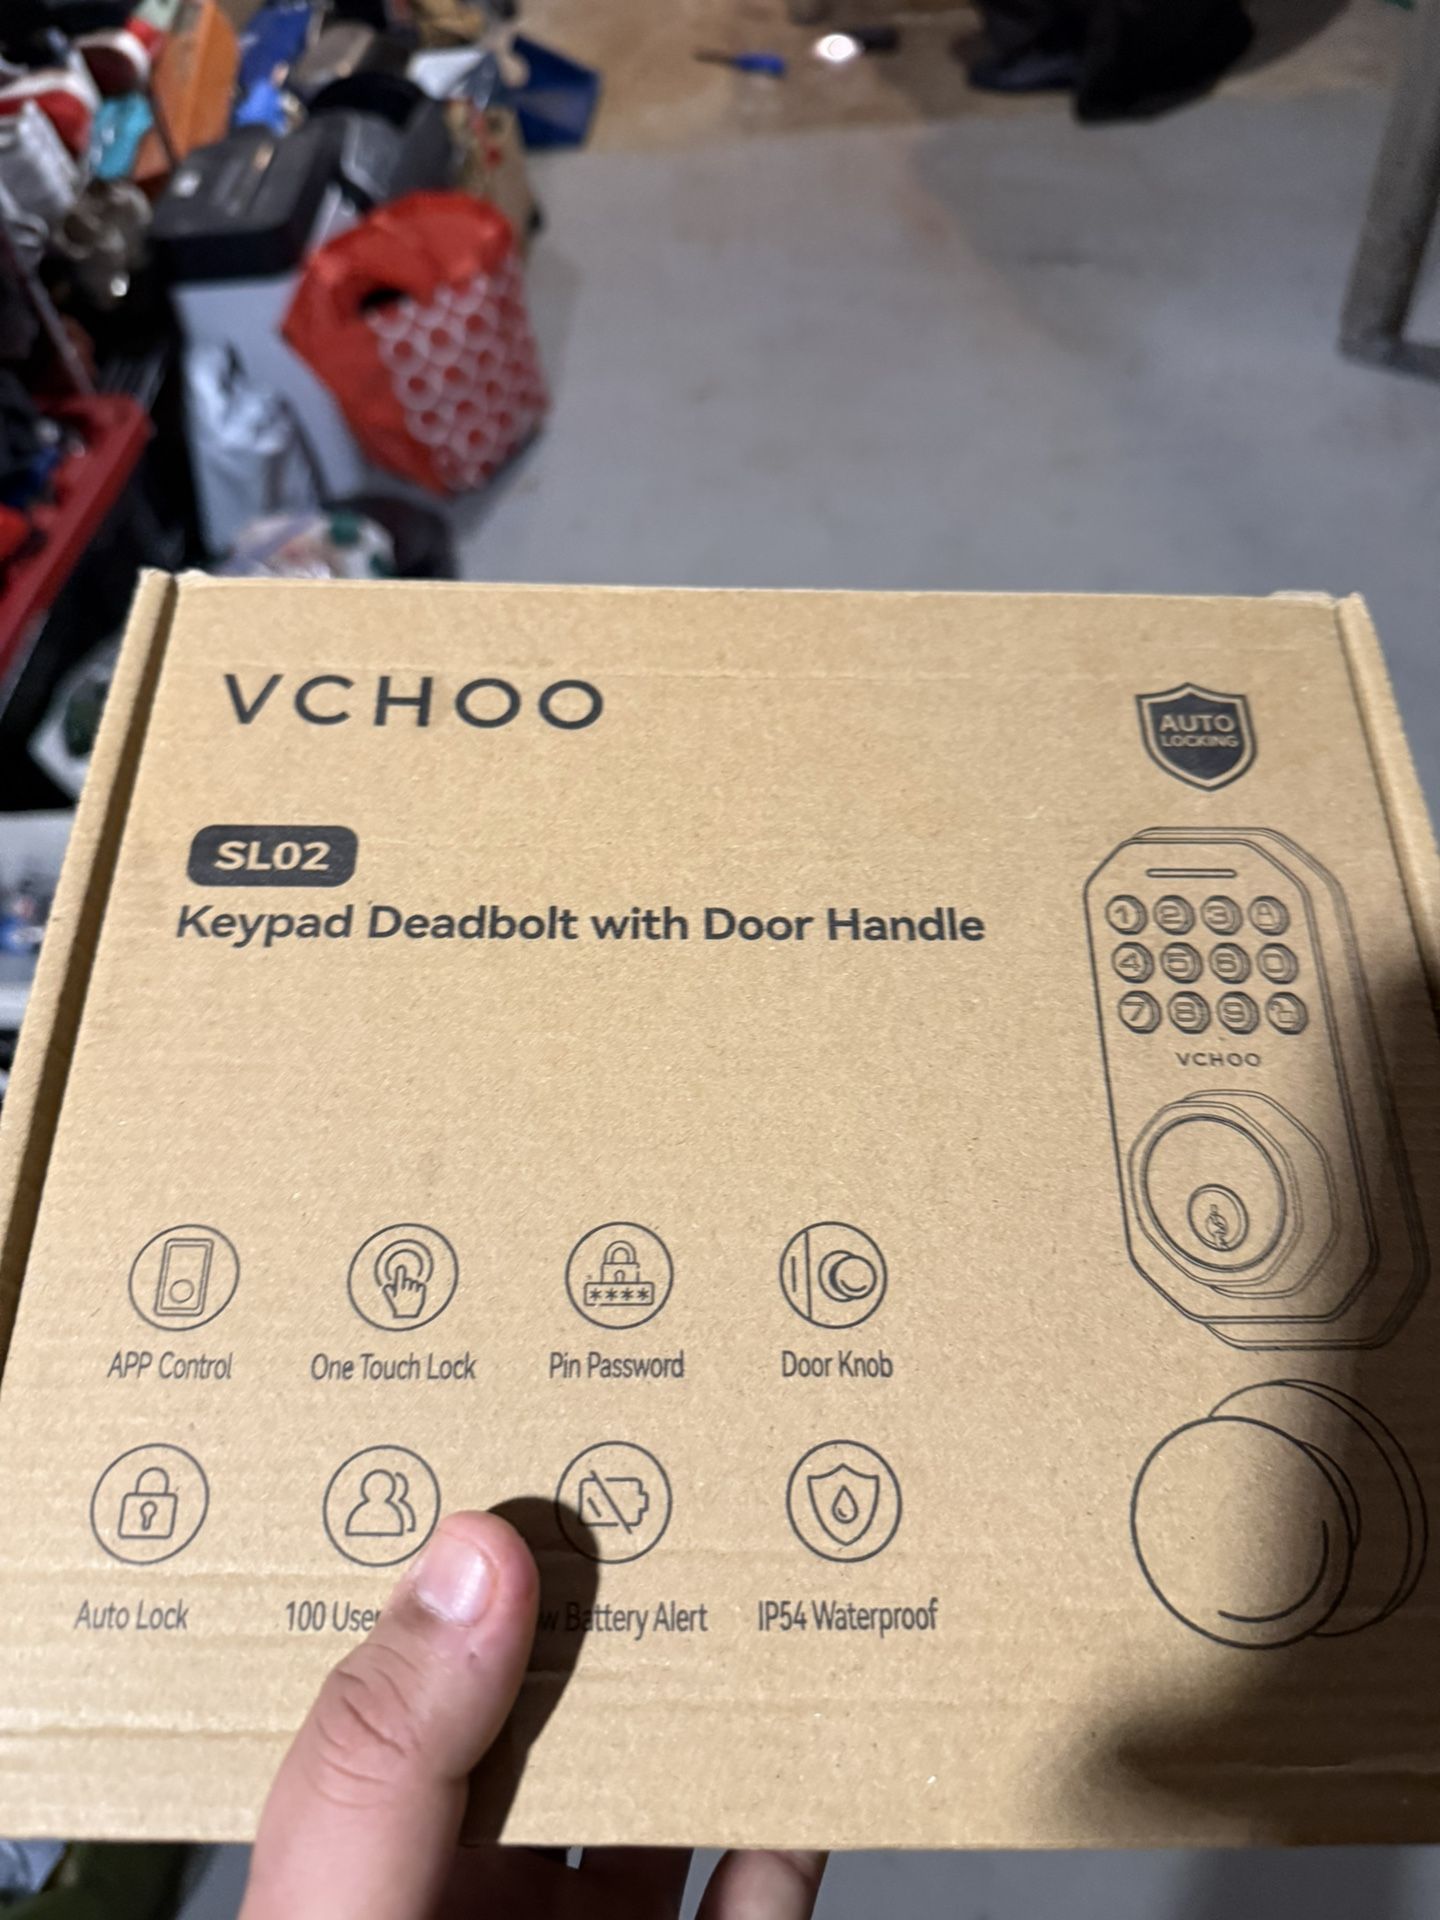 VCHOO
AUTO
LOCKING
SL02
Keypad Deadbolt with Door Handle
1 2 3
4 5 6 0
7 8 9
VCHOO
****
APP Control
One Touch Lock
Pin Password
Door Knob
Auto Lock
100
Battery Alert
IP54 Waterproof